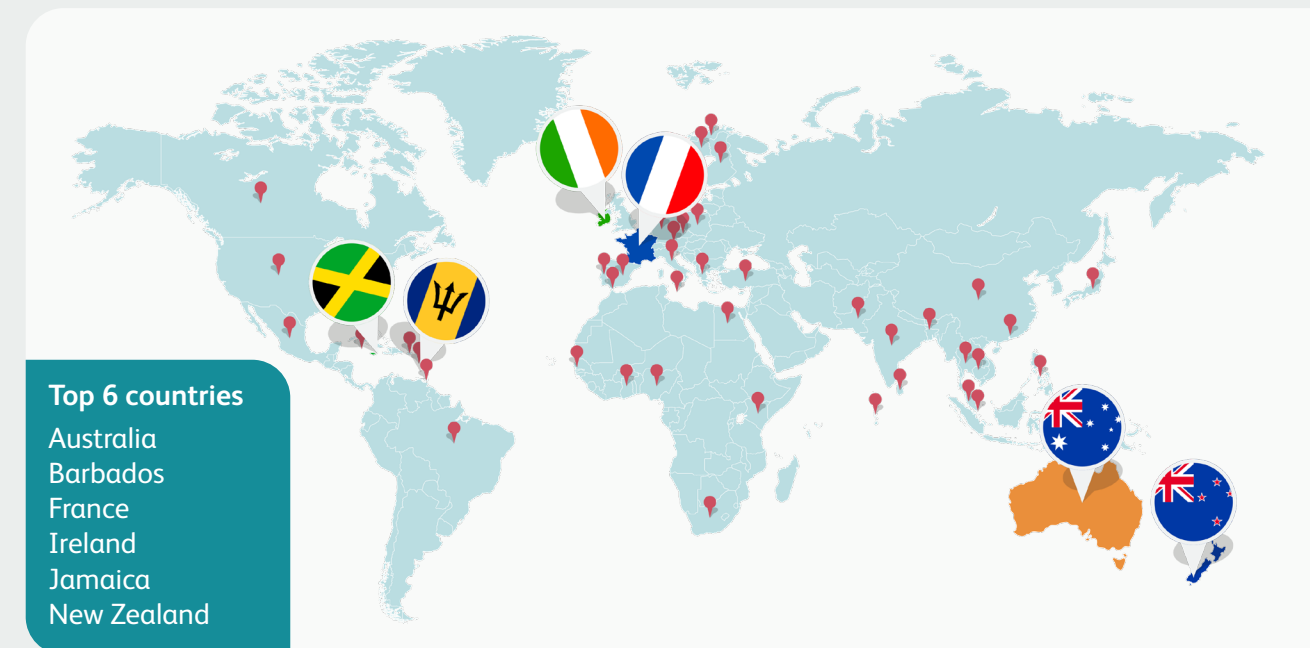 Top 6 countries
Australia
Barbados
France
Ireland
Jamaica
New Zealand